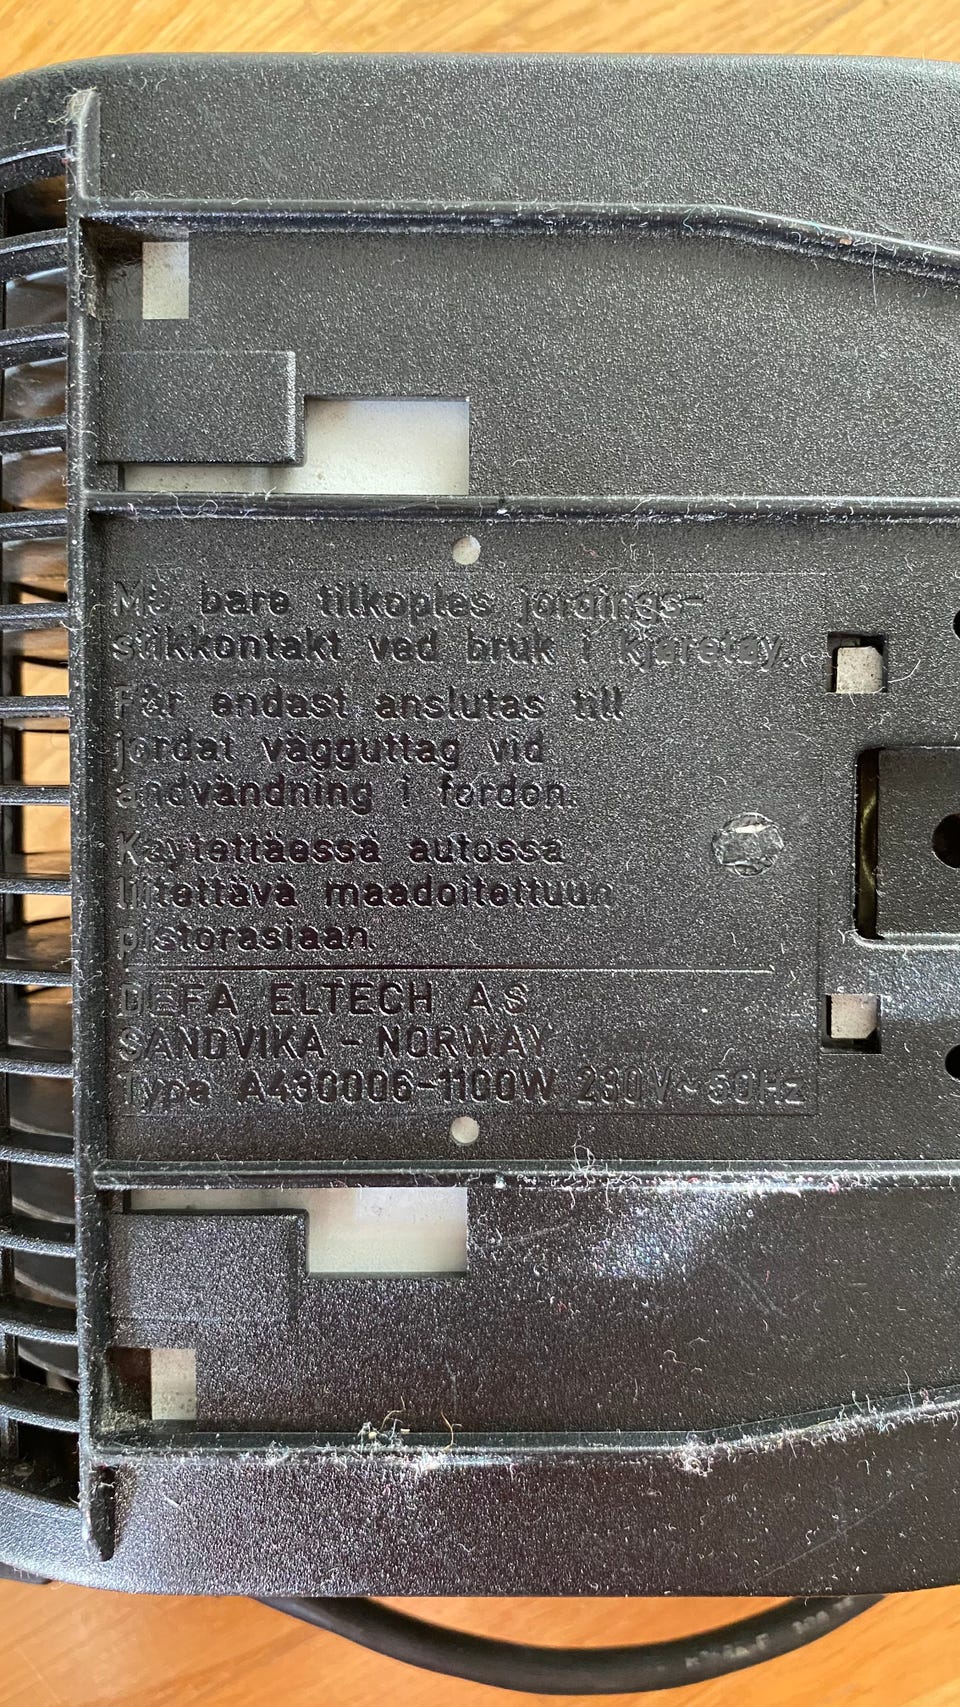 Må bare tilkoples jordings-
stikkontakt ved bruk i kjøretøy.
Får endast anslutas till
jordat vägguttag vid
andvändning i fordon.
Käytettäessä autossa
liitettävä maadoitettuun
pistorasiaan.
DEFA ELTECH AS
SANDVIKA - NORWAY
Type A430006-1100W 230V~50Hz